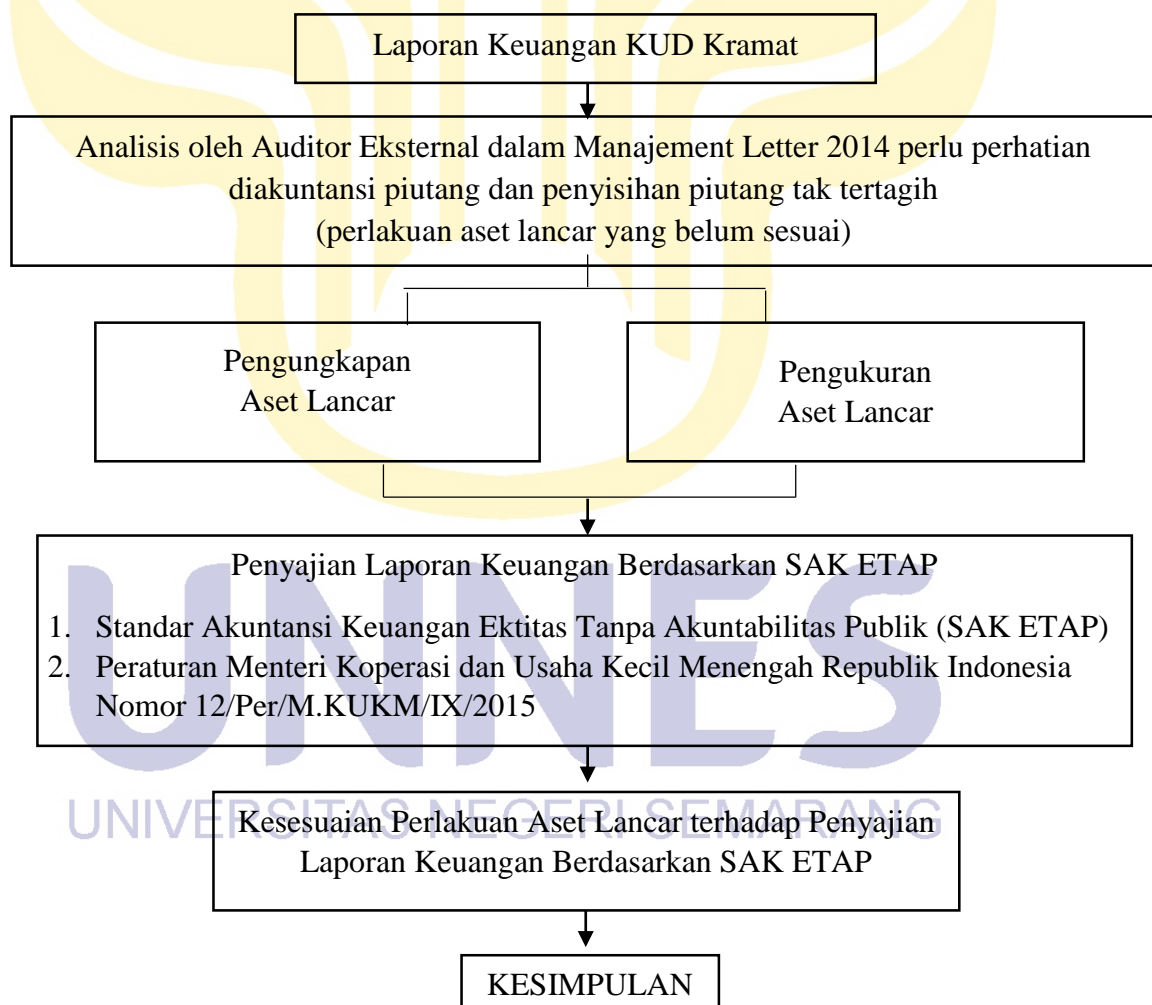 Laporan Keuangan KUD Kramat
Analisis oleh Auditor Eksternal dalam Manajement Letter 2014 perlu perhatian
diakuntansi piutang dan penyisihan piutang tak tertagih
(perlakuan aset lancar yang belum sesuai)
Pengungkapan
Aset Lancar
Pengukuran
Aset Lancar
Penyajian Laporan Keuangan Berdasarkan SAK ETAP
1. Standar Akuntansi Keuangan Ektitas Tanpa Akuntabilitas Publik (SAK ETAP)
2. Peraturan Menteri Koperasi dan Usaha Kecil Menengah Republik Indonesia
Nomor 12/Per/M.KUKM/IX/2015
UNNES
UNIVERSITAS NEGERI SEMARANG
Kesesuaian Perlakuan Aset Lancar terhadap Penyajian
Laporan Keuangan Berdasarkan SAK ETAP
KESIMPULAN